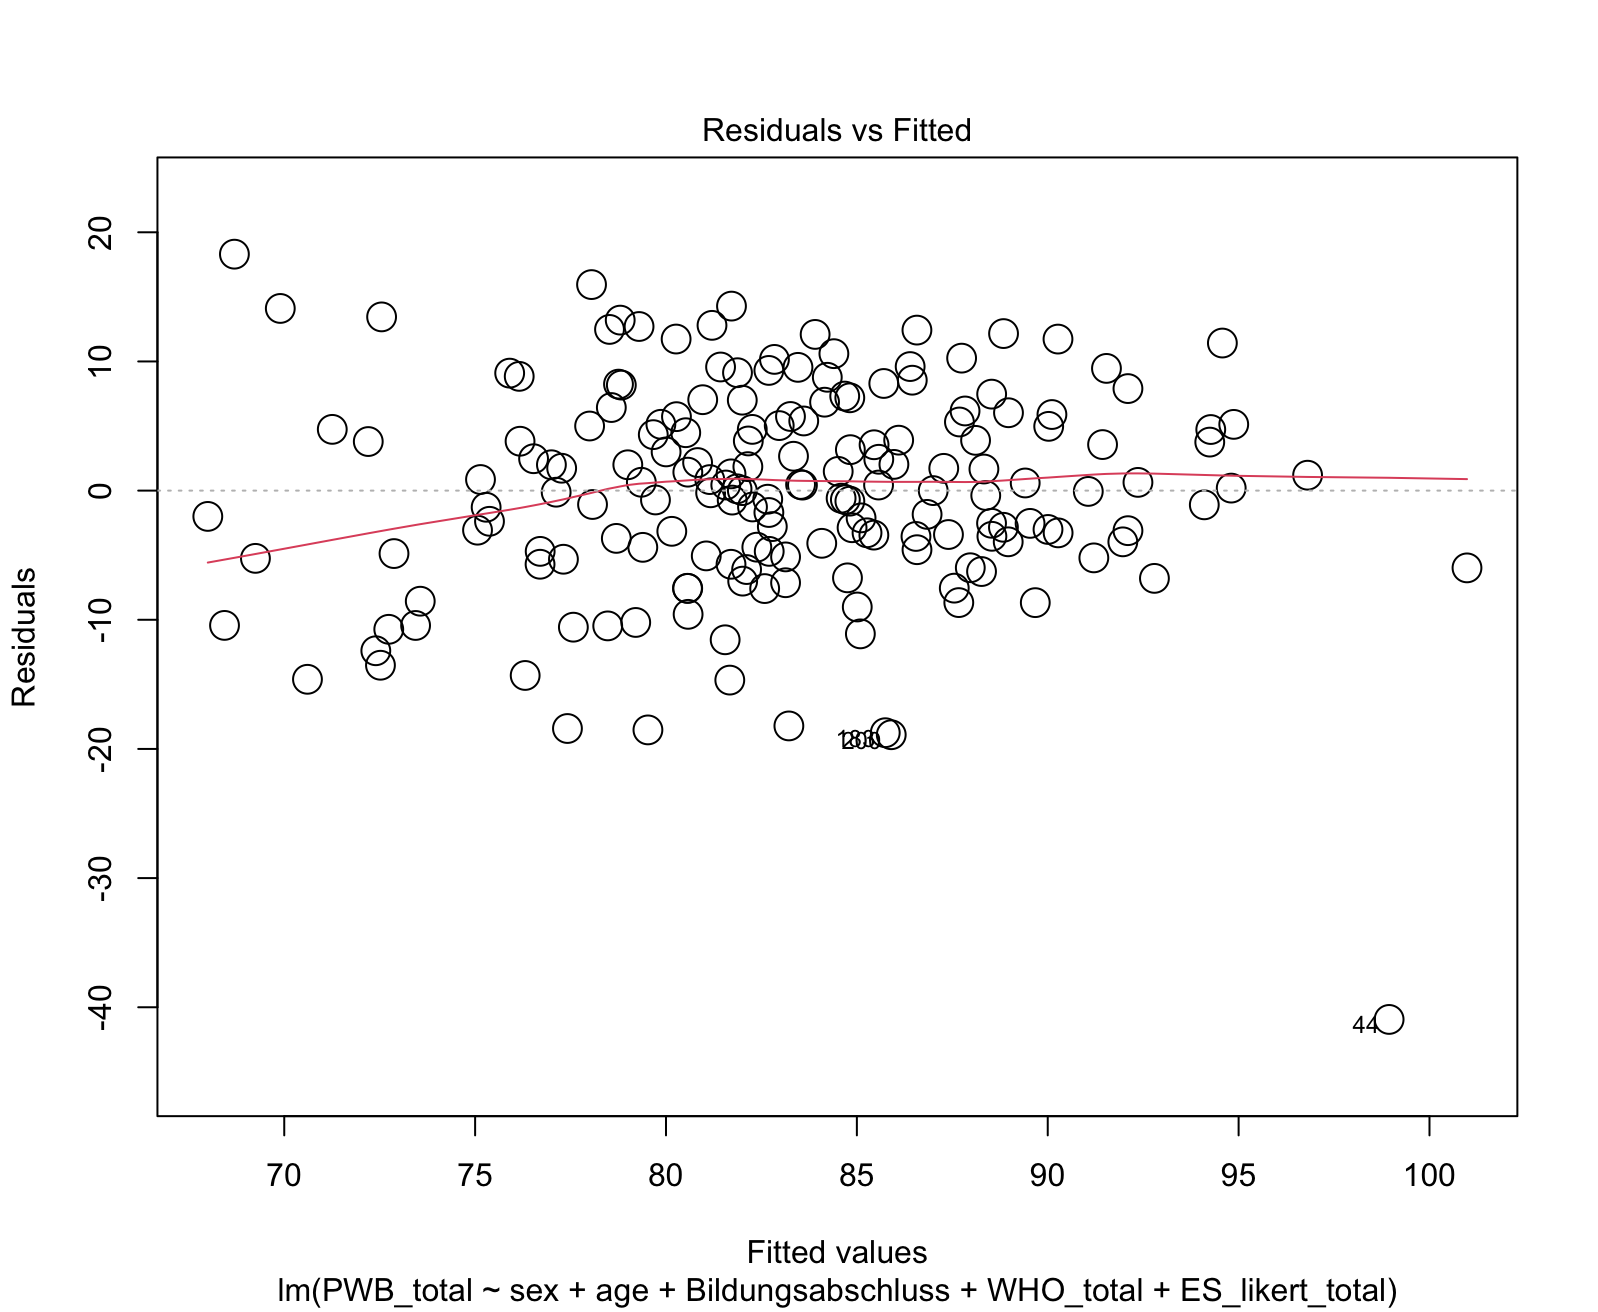 Residuals vs Fitted
Residuals
20
10
0
-10
-20
-30
-40
44
70 75 80 85 90 95 100
Fitted values
lm(PWB_total ~ sex + age + Bildungsabschluss + WHO_total + ES_likert_total)